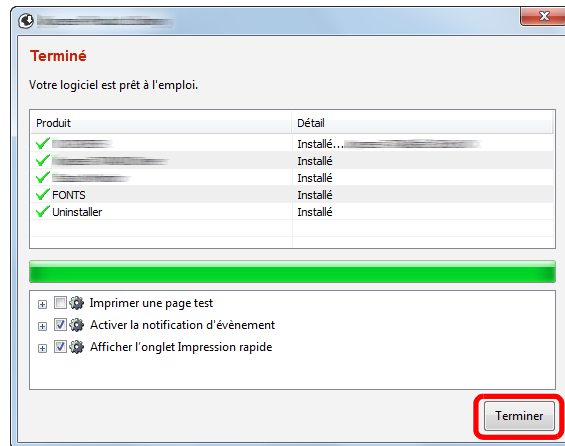 Terminé
Votre logiciel est prêt à l'emploi.
Produit Détail
Installé...
Installé
Installé
FONTS Installé
Uninstaller Installé
Imprimer une page test
Activer la notification d'évènement
Afficher l'onglet Impression rapide
Terminer